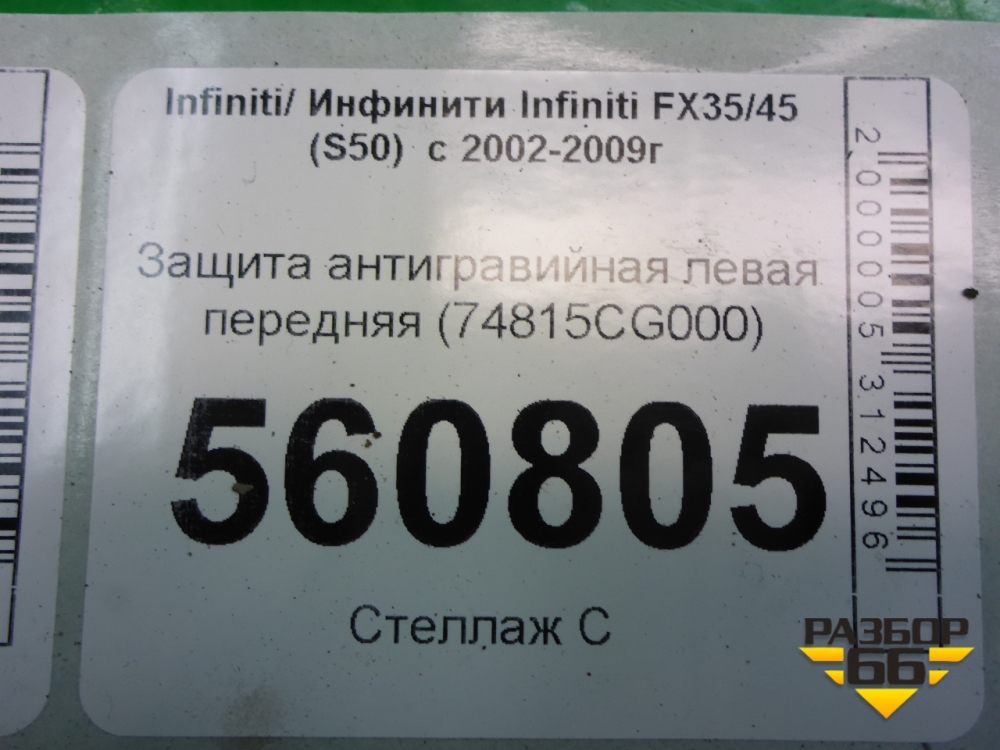 Infiniti/ Инфинити Infiniti FX35/45
(S50)  с 2002-2009г
Защита антигравийная левая
передняя (74815CG000)
560805
Стеллаж С
2000005312496
РАЗБОР
66